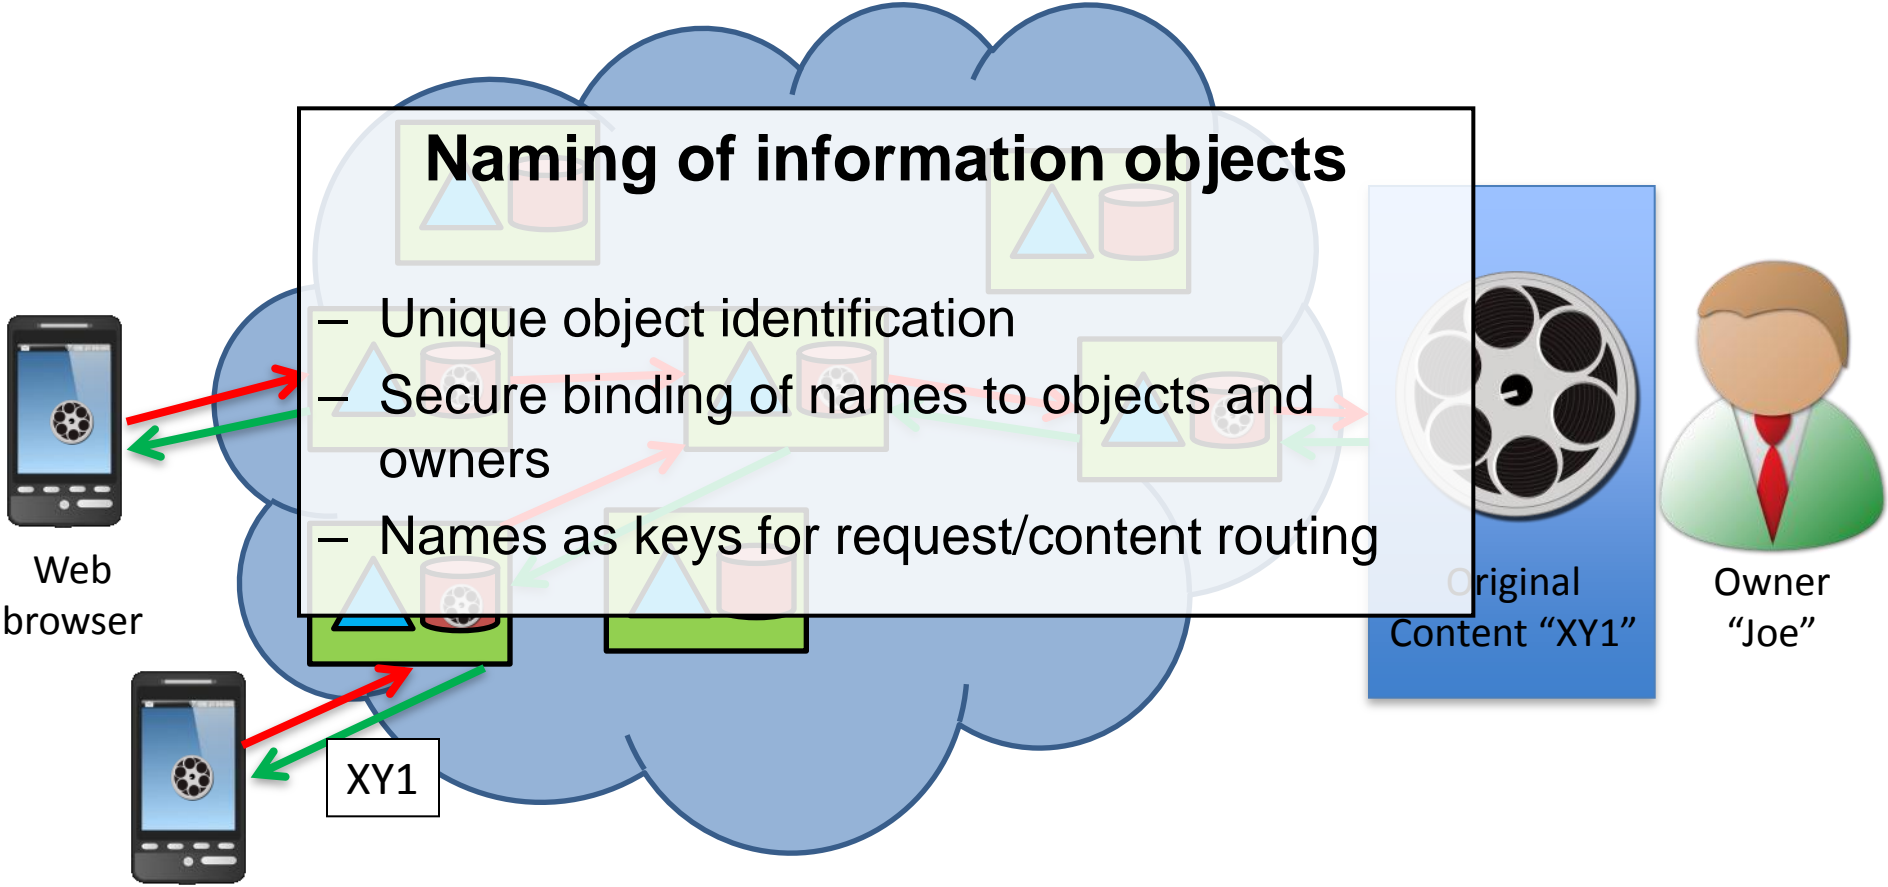 Naming of information objects
– Unique object identification
– Secure binding of names to objects and
owners
– Names as keys for request/content routing
Web
browser
Original
Content “XY1”
Owner
“Joe”
XY1